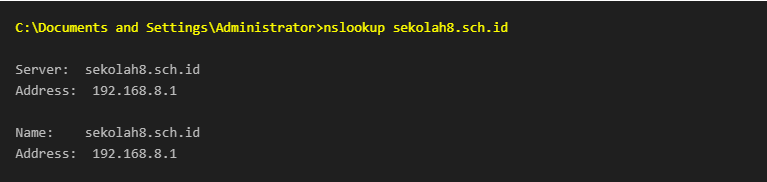 C:\Documents and Settings\Administrator>nslookup sekolah8.sch.id
Server:  sekolah8.sch.id
Address:  192.168.8.1
Name:    sekolah8.sch.id
Address:  192.168.8.1